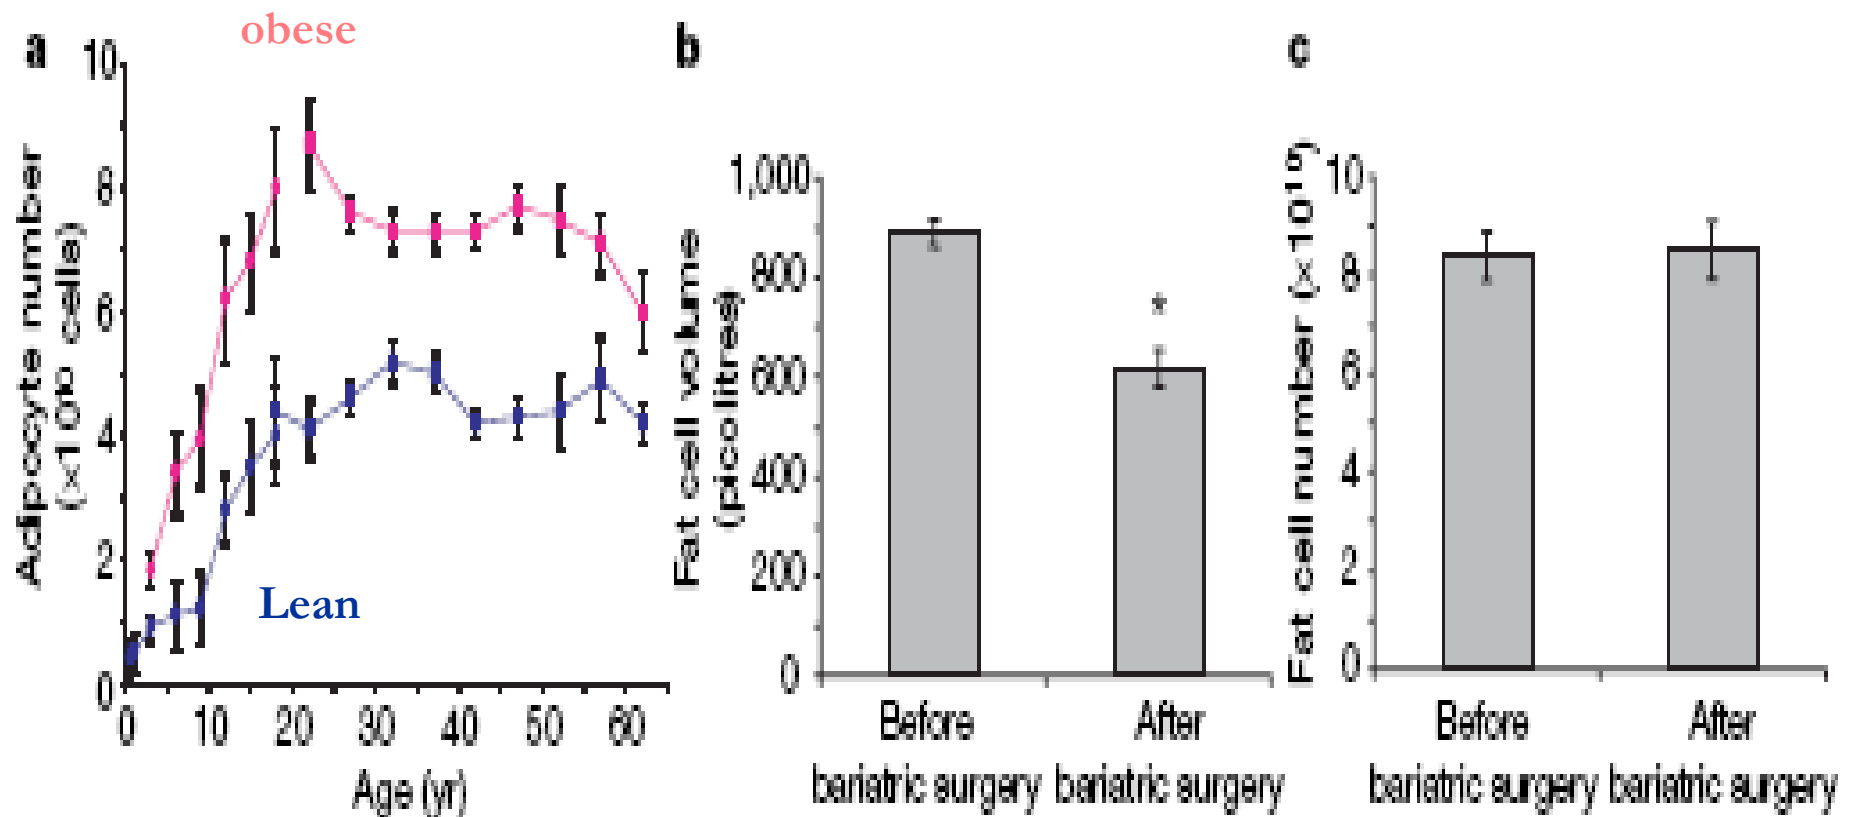 obese
a
b
c
Adipocyte number
(×10¹⁰ cells)
10
8
6
4
2
0
Lean
0 10 20 30 40 50 60
Age (yr)
Fat cell volume
(picolitres)
1,000
800
600
400
200
0
*
Before
bariatric surgery
After
bariatric surgery
Fat cell number (×10¹⁰)
10
8
6
4
2
0
Before
bariatric surgery
After
bariatric surgery